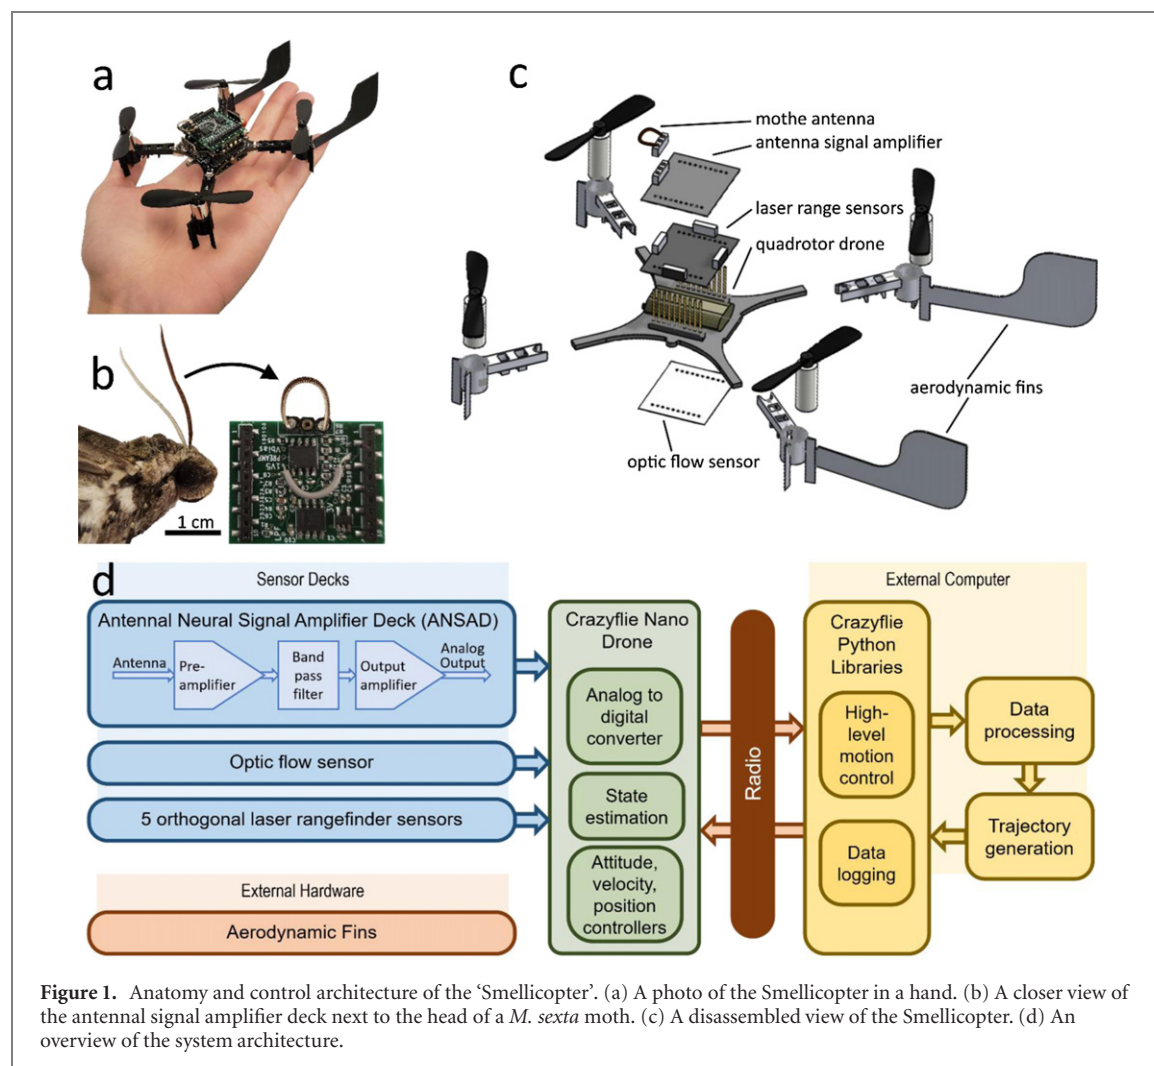 a
c
mothe antenna
antenna signal amplifier
laser range sensors
quadrotor drone
aerodynamic fins
optic flow sensor
b
1 cm
d
Sensor Decks
External Computer
Antennal Neural Signal Amplifier Deck (ANSAD)
Antenna
Pre-
amplifier
Band
pass
filter
Output
amplifier
Analog
Output
Optic flow sensor
5 orthogonal laser rangefinder sensors
External Hardware
Aerodynamic Fins
Crazyflie Nano
Drone
Analog to
digital
converter
State
estimation
Attitude,
velocity,
position
controllers
Radio
Crazyflie
Python
Libraries
High-
level
motion
control
Data
logging
Data
processing
Trajectory
generation
Figure 1. Anatomy and control architecture of the ‘Smellicopter’. (a) A photo of the Smellicopter in a hand. (b) A closer view of
the antennal signal amplifier deck next to the head of a M. sexta moth. (c) A disassembled view of the Smellicopter. (d) An
overview of the system architecture.